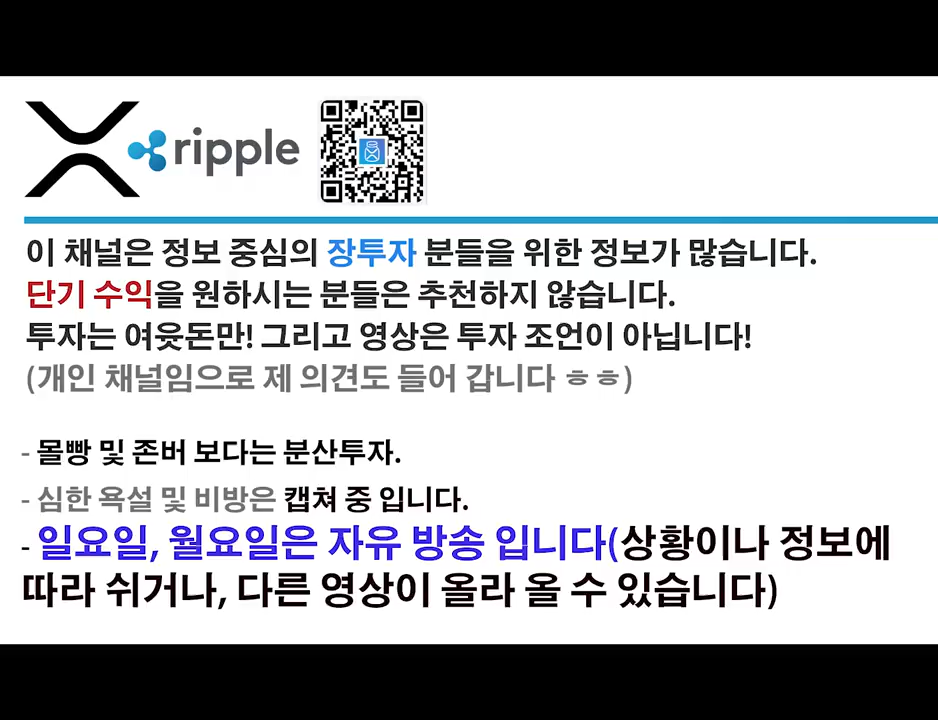 ripple
이 채널은 정보 중심의 장투자 분들을 위한 정보가 많습니다.
단기 수익을 원하시는 분들은 추천하지 않습니다.
투자는 여윳돈만! 그리고 영상은 투자 조언이 아닙니다!
(개인 채널임으로 제 의견도 들어 갑니다 ㅎㅎ)
- 몰빵 및 존버 보다는 분산투자.
- 심한 욕설 및 비방은 캡쳐 중 입니다.
- 일요일, 월요일은 자유 방송 입니다(상황이나 정보에
따라 쉬거나, 다른 영상이 올라 올 수 있습니다)